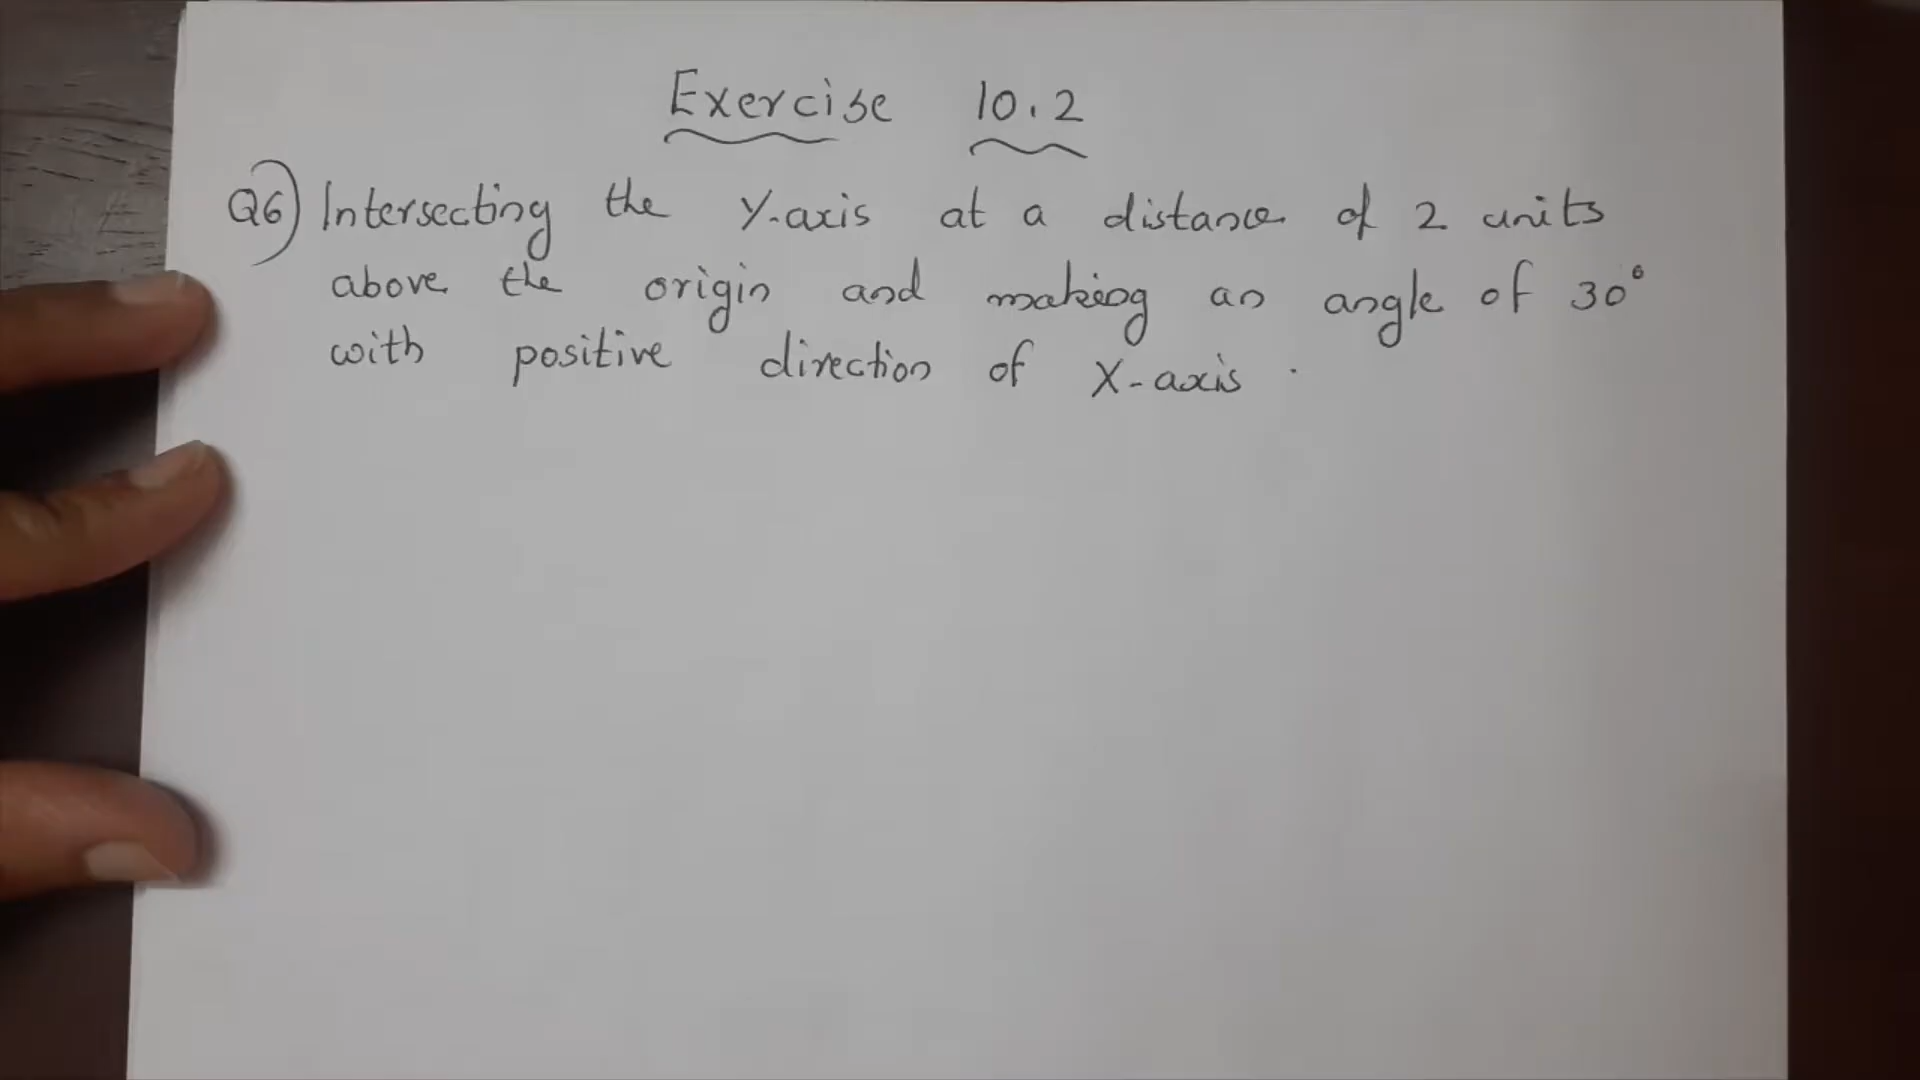 Exercise 10.2
Q6) Intersecting the Y-axis at a distance of 2 units
above the origin and making an angle of 30°
with positive direction of X-axis.